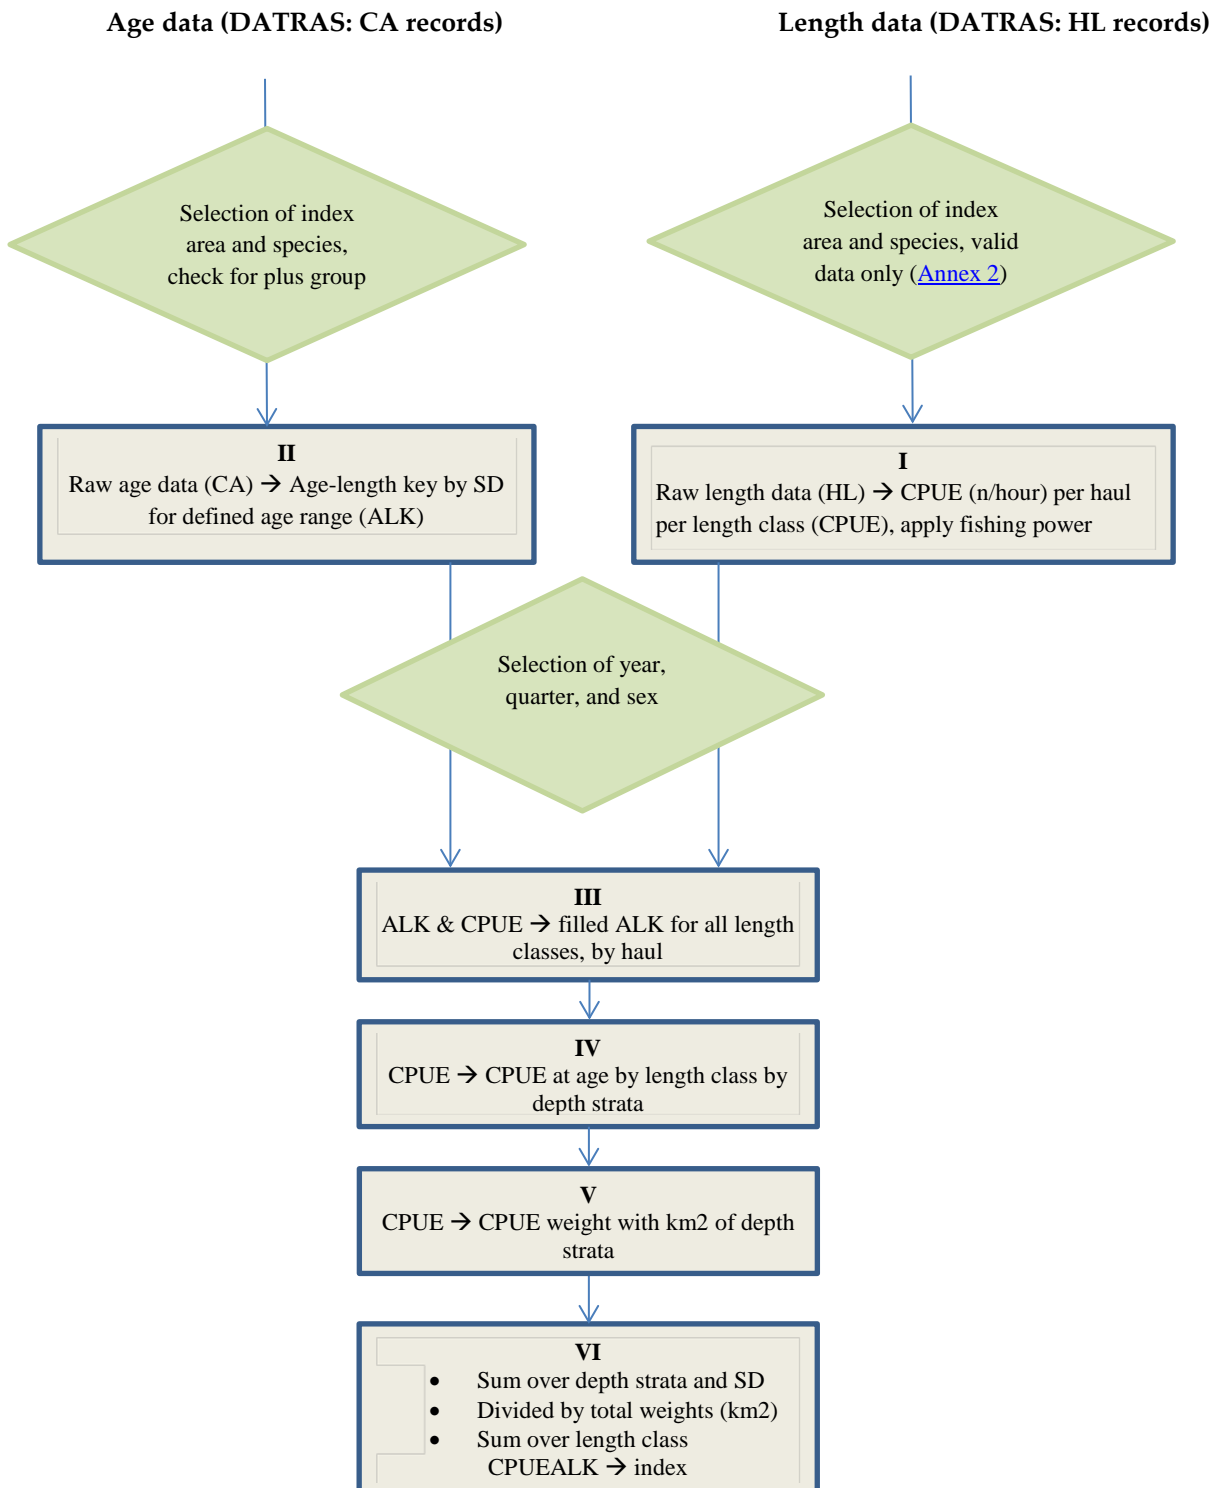 Age data (DATRAS: CA records)
Length data (DATRAS: HL records)
Selection of index
area and species,
check for plus group
Selection of index
area and species, valid
data only (Annex 2)
II
Raw age data (CA) → Age-length key by SD
for defined age range (ALK)
I
Raw length data (HL) → CPUE (n/hour) per haul
per length class (CPUE), apply fishing power
Selection of year,
quarter, and sex
III
ALK & CPUE → filled ALK for all length
classes, by haul
IV
CPUE → CPUE at age by length class by
depth strata
V
CPUE → CPUE weight with km2 of depth
strata
VI
• Sum over depth strata and SD
• Divided by total weights (km2)
• Sum over length class
CPUEALK → index